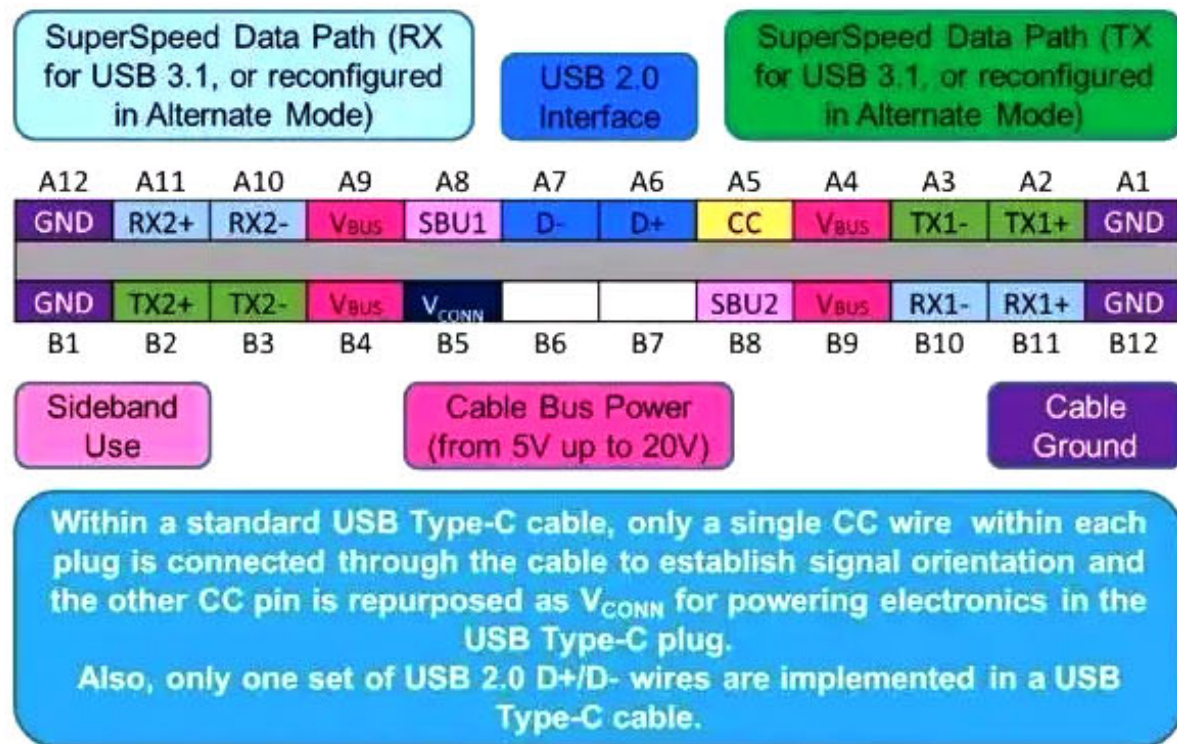 SuperSpeed Data Path (RX
for USB 3.1, or reconfigured
in Alternate Mode)
USB 2.0
Interface
SuperSpeed Data Path (TX
for USB 3.1, or reconfigured
in Alternate Mode)
A12 A11 A10 A9 A8 A7 A6 A5 A4 A3 A2 A1
GND RX2+ RX2- VBUS SBU1 D- D+ CC VBUS TX1- TX1+ GND
GND TX2+ TX2- VBUS VCONN SBU2 VBUS RX1- RX1+ GND
B1 B2 B3 B4 B5 B6 B7 B8 B9 B10 B11 B12
Sideband
Use
Cable Bus Power
(from 5V up to 20V)
Cable
Ground
Within a standard USB Type-C cable, only a single CC wire within each
plug is connected through the cable to establish signal orientation and
the other CC pin is repurposed as VCONN for powering electronics in the
USB Type-C plug.
Also, only one set of USB 2.0 D+/D- wires are implemented in a USB
Type-C cable.